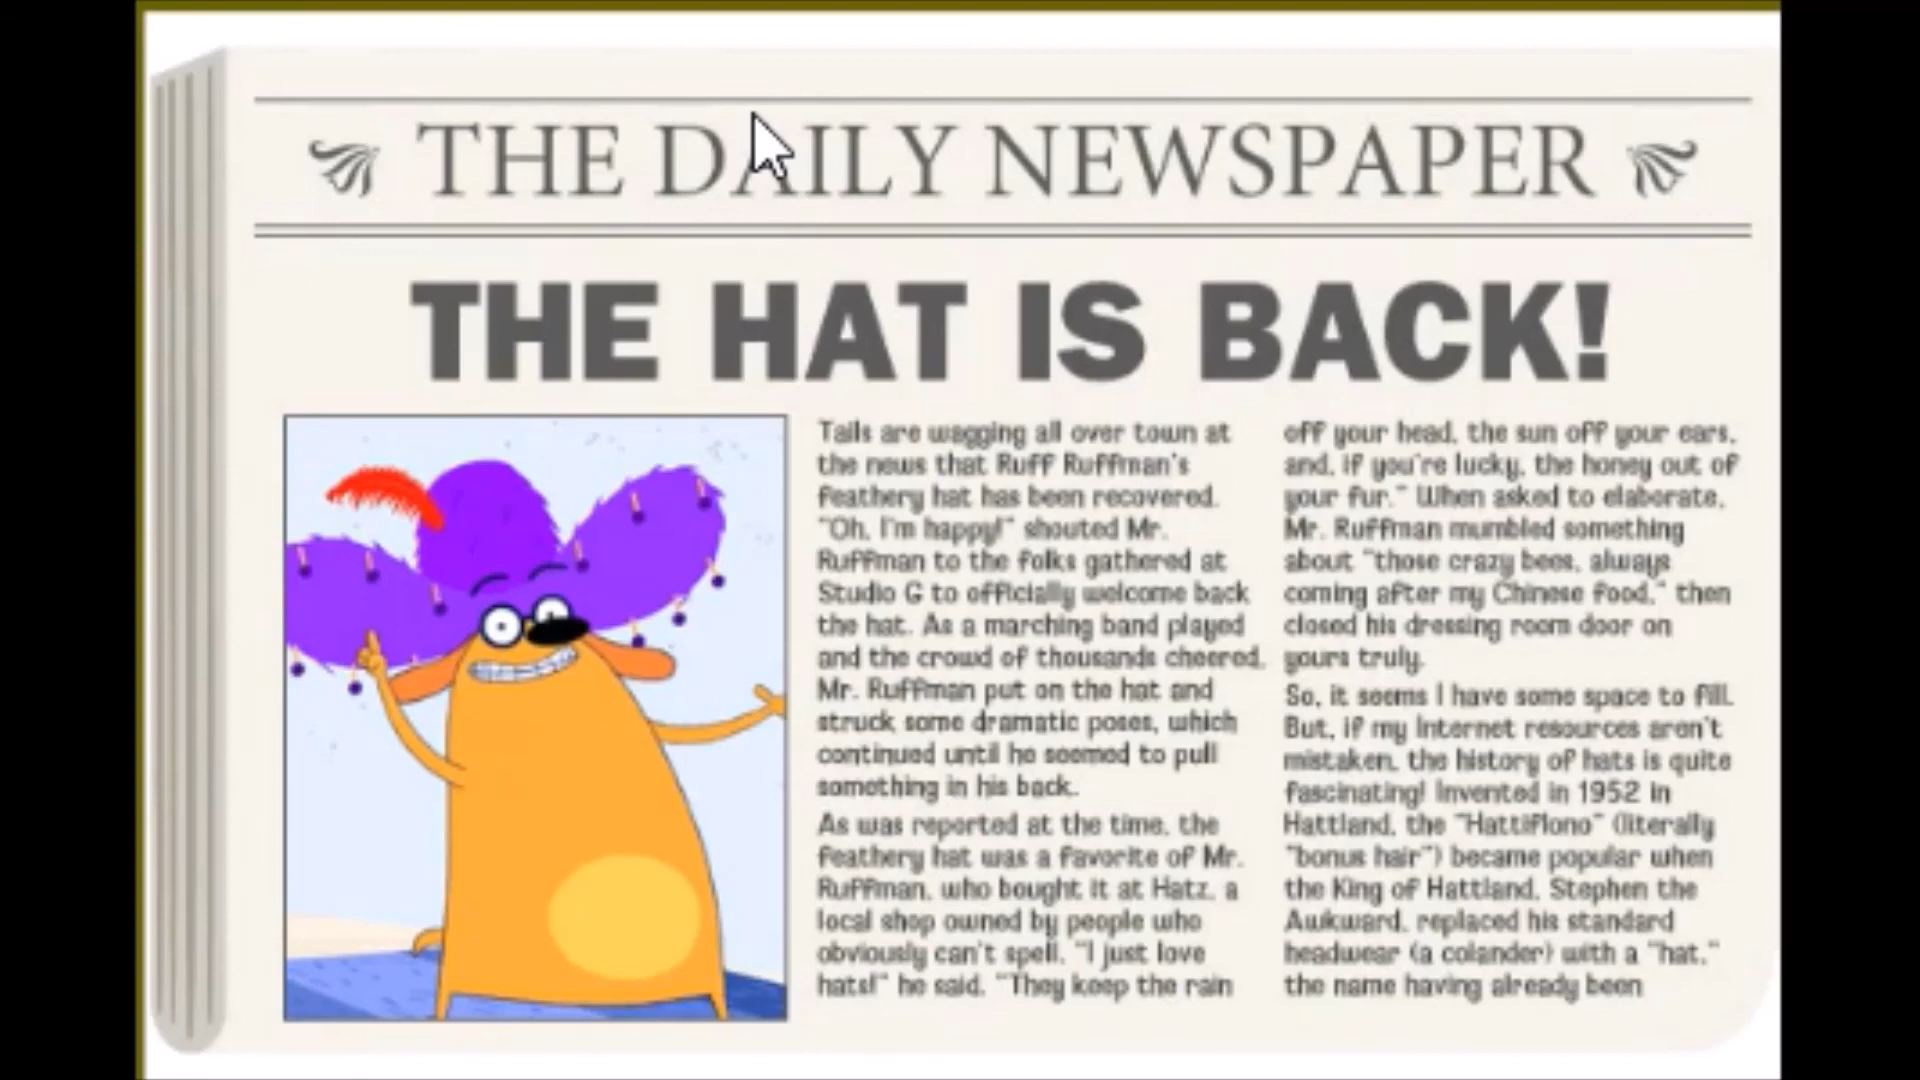 THE DAILY NEWSPAPER
THE HAT IS BACK!
Tails are wagging all over town at
the news that Ruff Ruffman's
feathery hat has been recovered.
"Oh, I'm happy!" shouted Mr.
Ruffman to the folks gathered at
Studio G to officially welcome back
the hat. As a marching band played
and the crowd of thousands cheered,
Mr. Ruffman put on the hat and
struck some dramatic poses, which
continued until he seemed to pull
something in his back.
As was reported at the time, the
feathery hat was a favorite of Mr.
Ruffman, who bought it at Hatz, a
local shop owned by people who
obviously can't spell. "I just love
hats!" he said. "They keep the rain
off your head, the sun off your ears,
and, if you're lucky, the honey out of
your fur." When asked to elaborate,
Mr. Ruffman mumbled something
about "those crazy bees, always
coming after my Chinese food," then
closed his dressing room door on
yours truly.
So, it seems I have some space to fill.
But, if my Internet resources aren't
mistaken, the history of hats is quite
fascinating! Invented in 1952 in
Hattland, the "Hattiflono" (literally
"bonus hair") became popular when
the King of Hattland, Stephen the
Awkward, replaced his standard
headwear (a colander) with a "hat,"
the name having already been